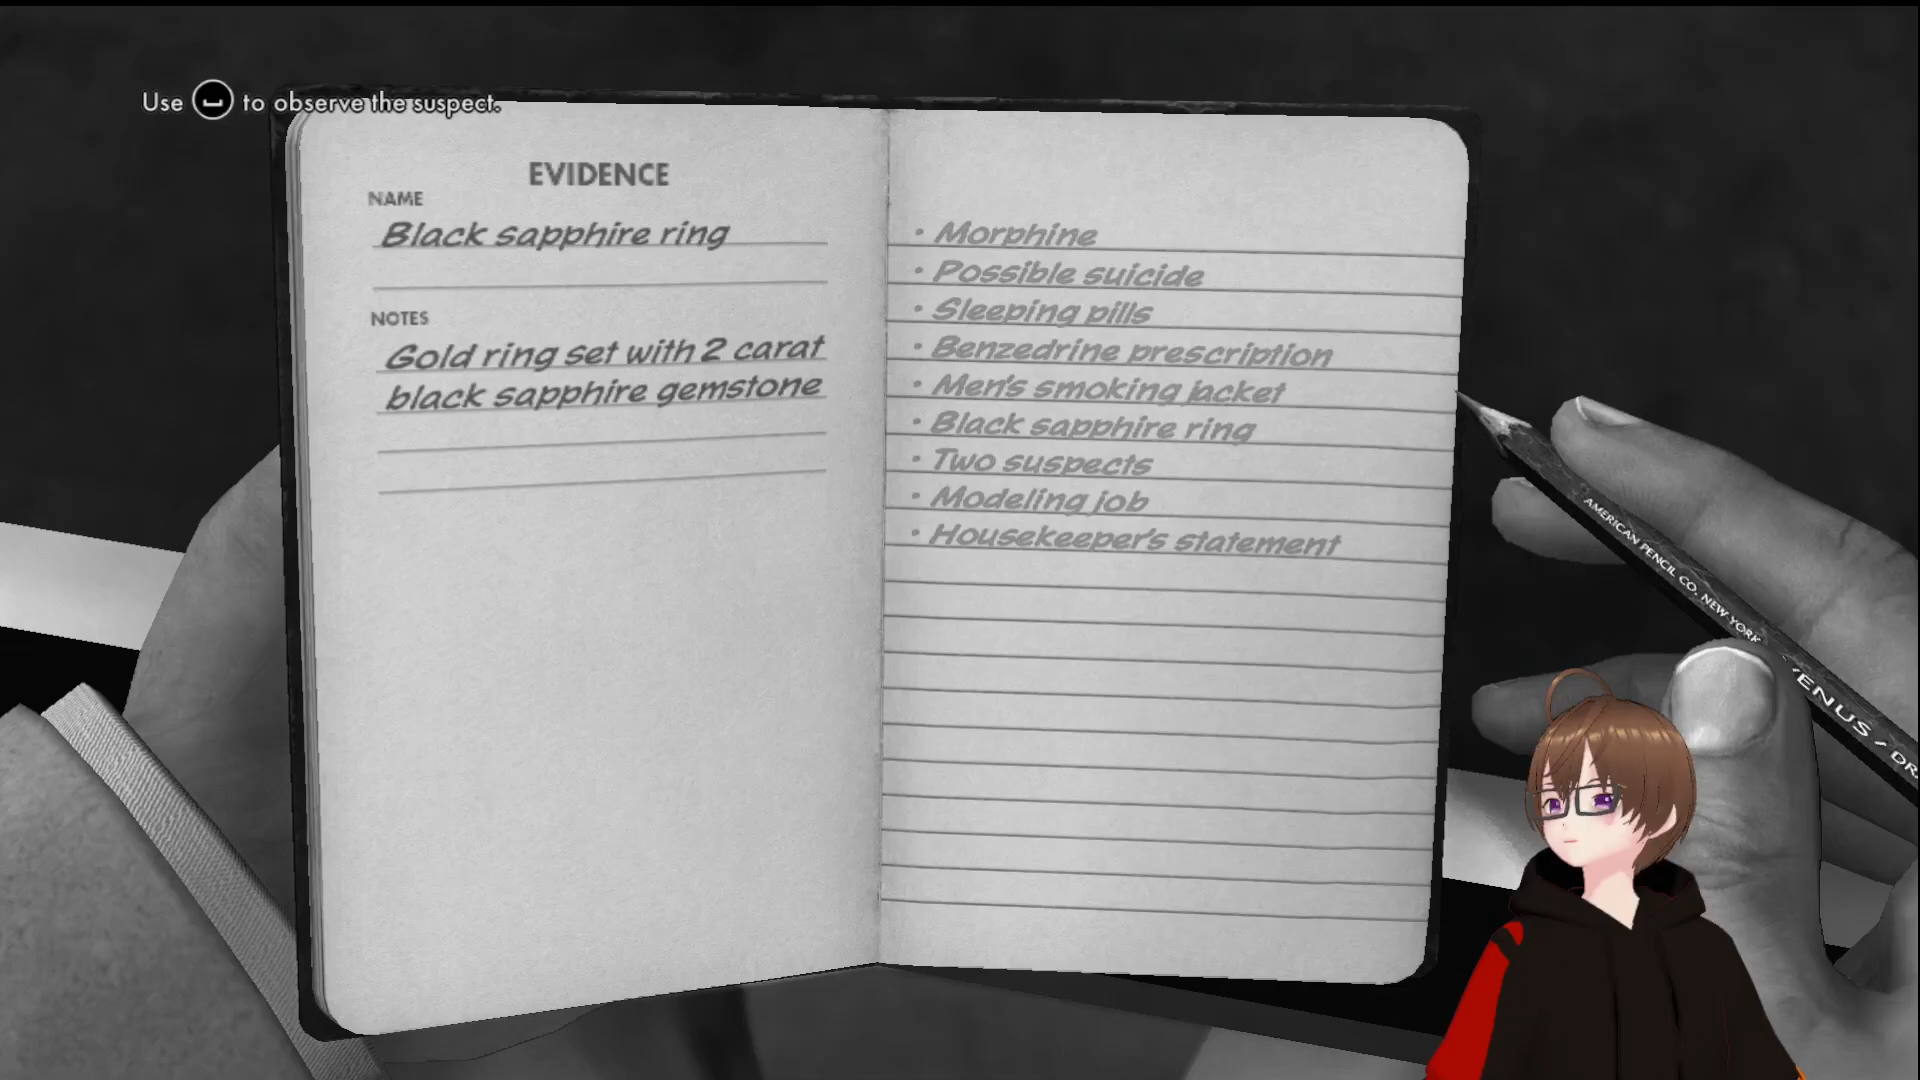 Use to observe the suspect.
EVIDENCE
NAME
Black sapphire ring
NOTES
Gold ring set with 2 carat
black sapphire gemstone
• Morphine
• Possible suicide
• Sleeping pills
• Benzedrine prescription
• Men's smoking jacket
• Black sapphire ring
• Two suspects
• Modeling job
• Housekeeper's statement
AMERICAN PENCIL CO. NEW YORK
VENUS / DR